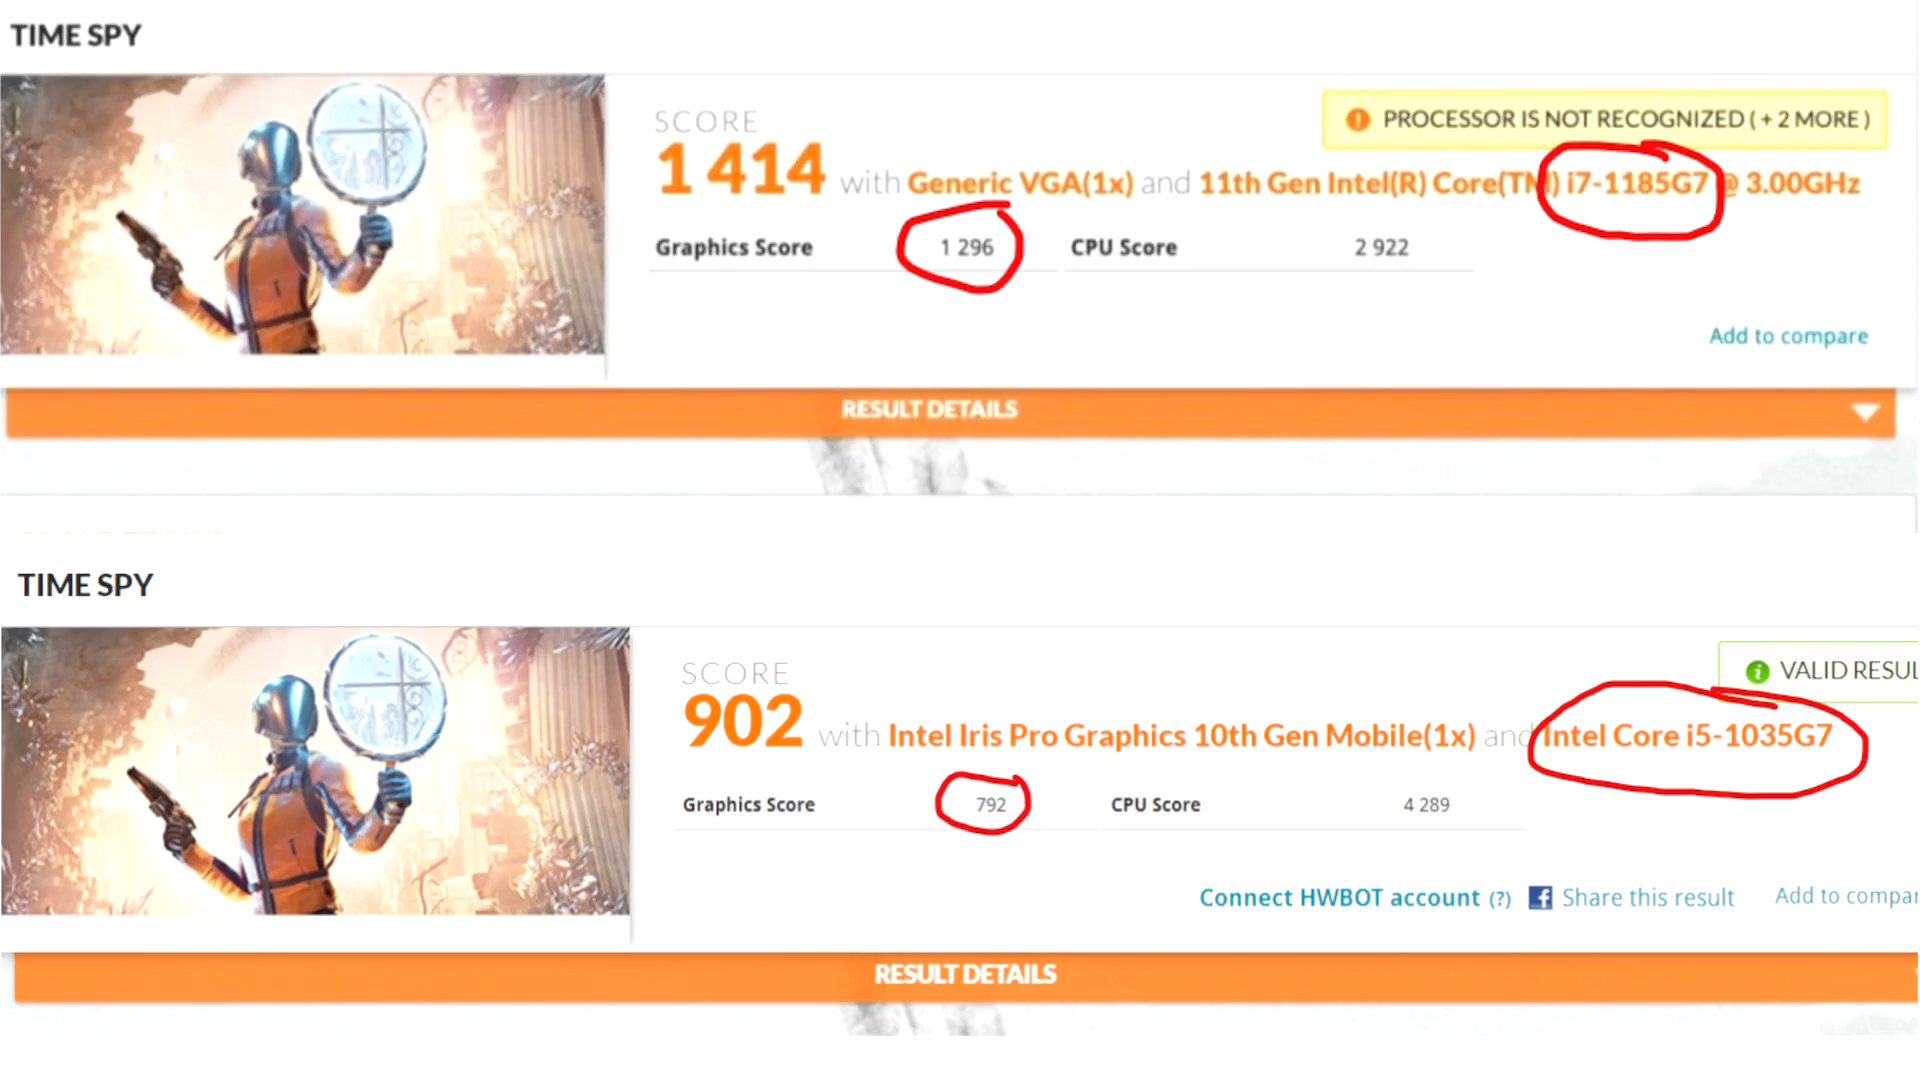 TIME SPY
SCORE
PROCESSOR IS NOT RECOGNIZED ( + 2 MORE )
1 414 with Generic VGA(1x) and 11th Gen Intel(R) Core(TM) i7-1185G7 @ 3.00GHz
Graphics Score 1 296 CPU Score 2 922
Add to compare
RESULT DETAILS
TIME SPY
SCORE
VALID RESUL
902 with Intel Iris Pro Graphics 10th Gen Mobile(1x) and Intel Core i5-1035G7
Graphics Score 792 CPU Score 4 289
Connect HWBOT account (?) Share this result Add to compar
RESULT DETAILS